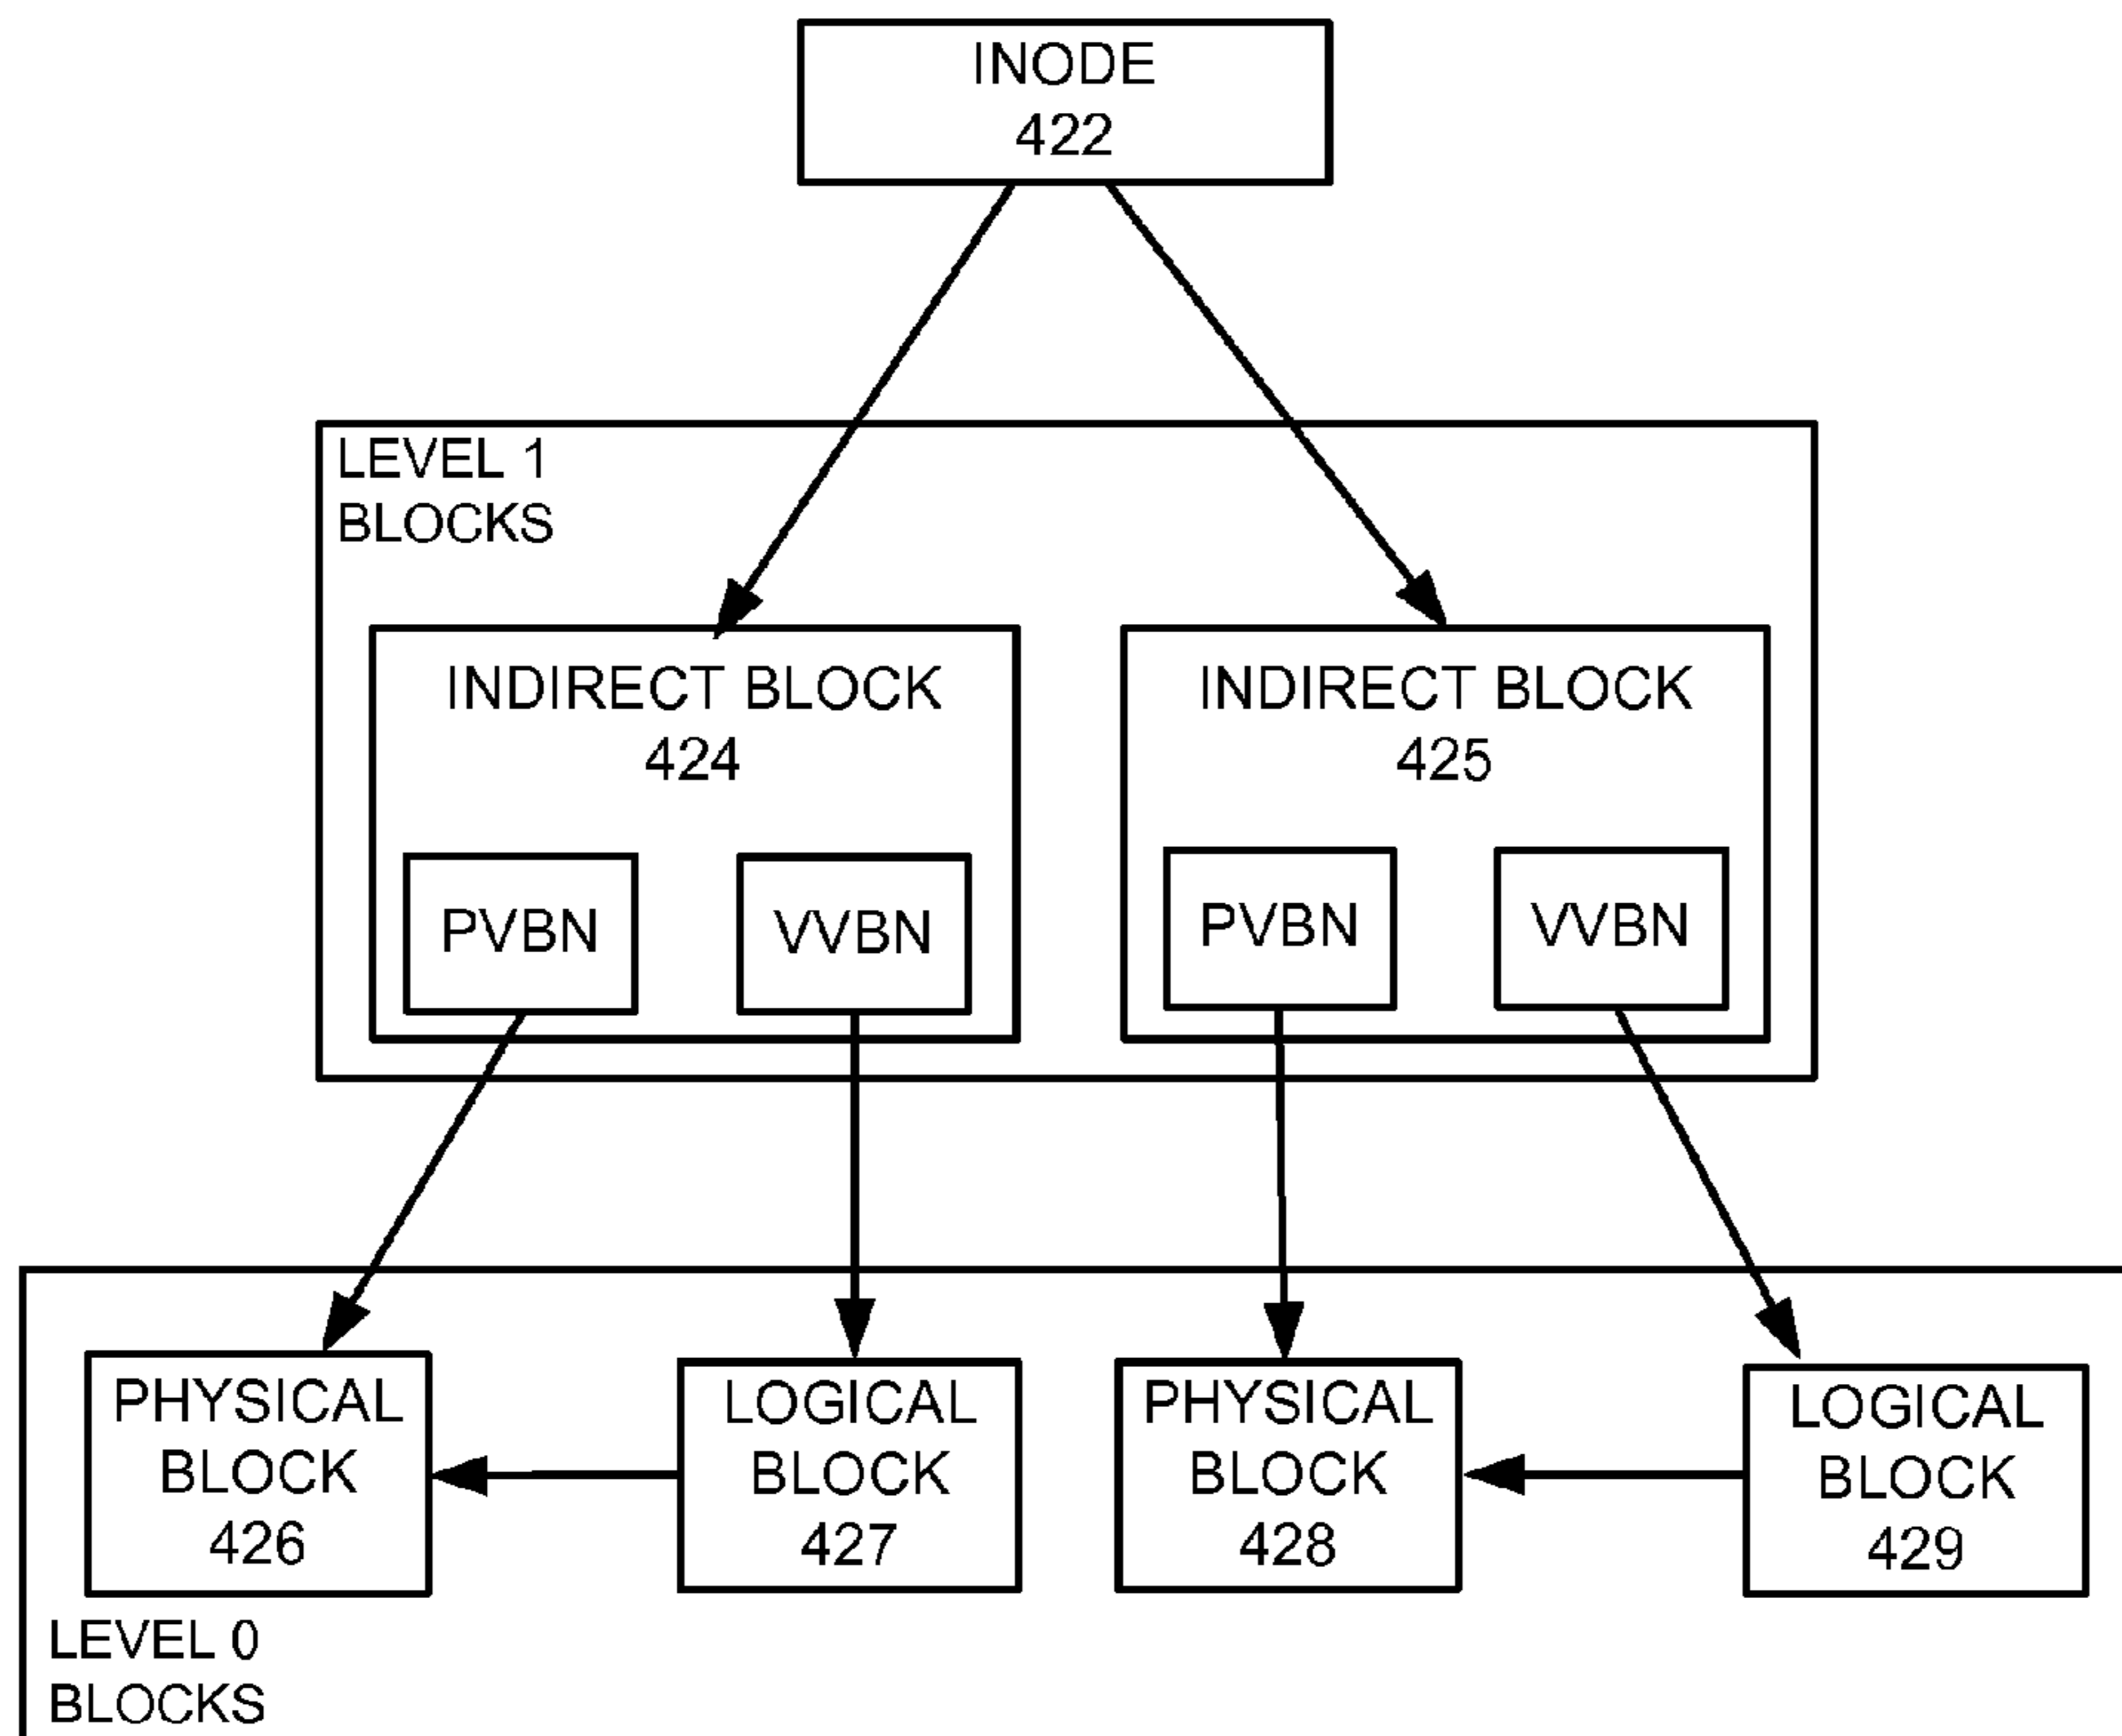 INODE
422
LEVEL 1
BLOCKS
INDIRECT BLOCK
424
INDIRECT BLOCK
425
PVBN
VVBN
PVBN
VVBN
PHYSICAL
BLOCK
426
LOGICAL
BLOCK
427
PHYSICAL
BLOCK
428
LOGICAL
BLOCK
429
LEVEL 0
BLOCKS